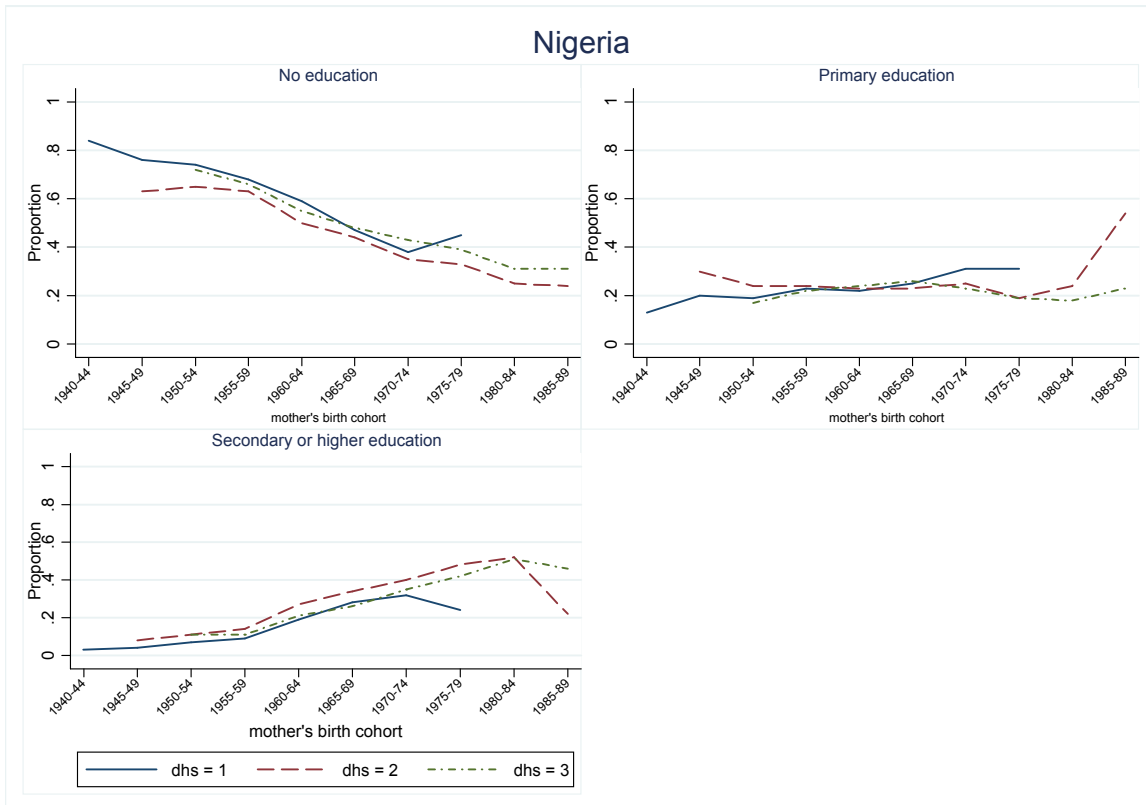 Nigeria
No education
Proportion
0 .2 .4 .6 .8 1
1940-44 1945-49 1950-54 1955-59 1960-64 1965-69 1970-74 1975-79 1980-84 1985-89
mother's birth cohort
Primary education
Proportion
0 .2 .4 .6 .8 1
1940-44 1945-49 1950-54 1955-59 1960-64 1965-69 1970-74 1975-79 1980-84 1985-89
mother's birth cohort
Secondary or higher education
Proportion
0 .2 .4 .6 .8 1
1940-44 1945-49 1950-54 1955-59 1960-64 1965-69 1970-74 1975-79 1980-84 1985-89
mother's birth cohort
dhs = 1 dhs = 2 dhs = 3